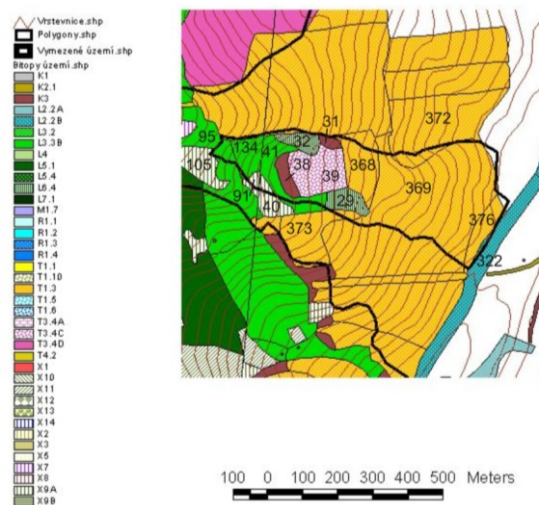 Vrstevnice.shp
Polygony.shp
Vymezené území.shp
Bitopy území.shp
K1
K2.1
K3
L2.2A
L2.2B
L3.2
L3.3B
L4
L5.1
L5.4
L6.4
L7.1
M1.7
R1.1
R1.2
R1.3
R1.4
T1.1
T1.10
T1.3
T1.5
T1.6
T3.4A
T3.4C
T3.4D
T4.2
X1
X10
X11
X12
X13
X14
X2
X3
X5
X7
X8
X9A
X9B
31
372
95
134
41
32
105
38
368
39
369
91
40
29
373
376
322
100 0 100 200 300 400 500 Meters